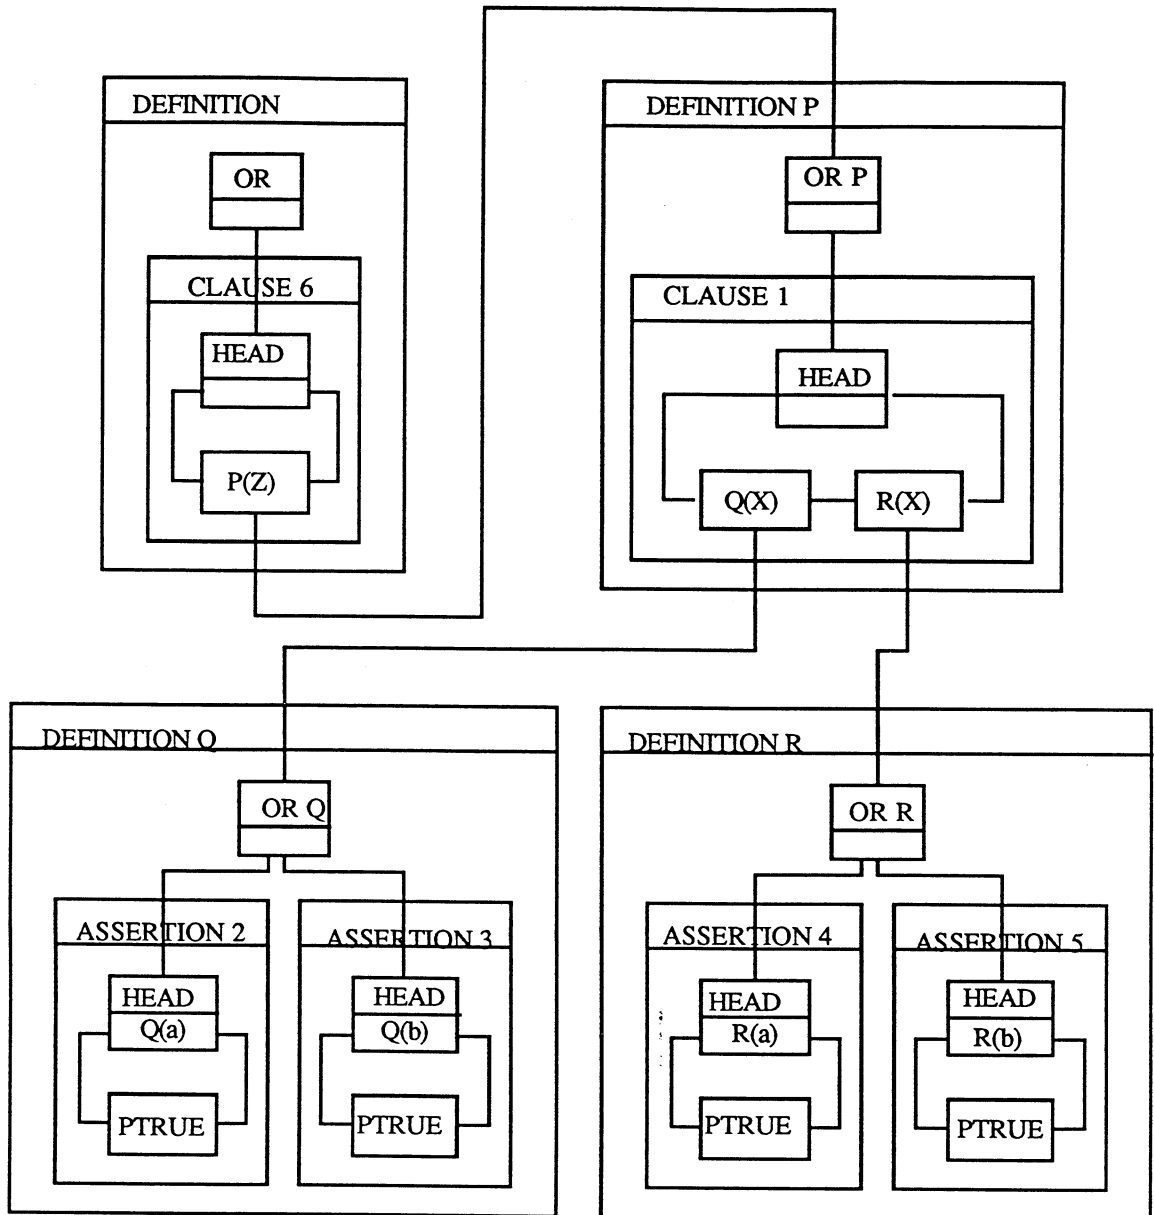 DEFINITION
OR
CLAUSE 6
HEAD
P(Z)
DEFINITION P
OR P
CLAUSE 1
HEAD
Q(X)
R(X)
DEFINITION Q
OR Q
ASSERTION 2
HEAD
Q(a)
PTRUE
ASSERTION 3
HEAD
Q(b)
PTRUE
DEFINITION R
OR R
ASSERTION 4
HEAD
R(a)
PTRUE
ASSERTION 5
HEAD
R(b)
PTRUE